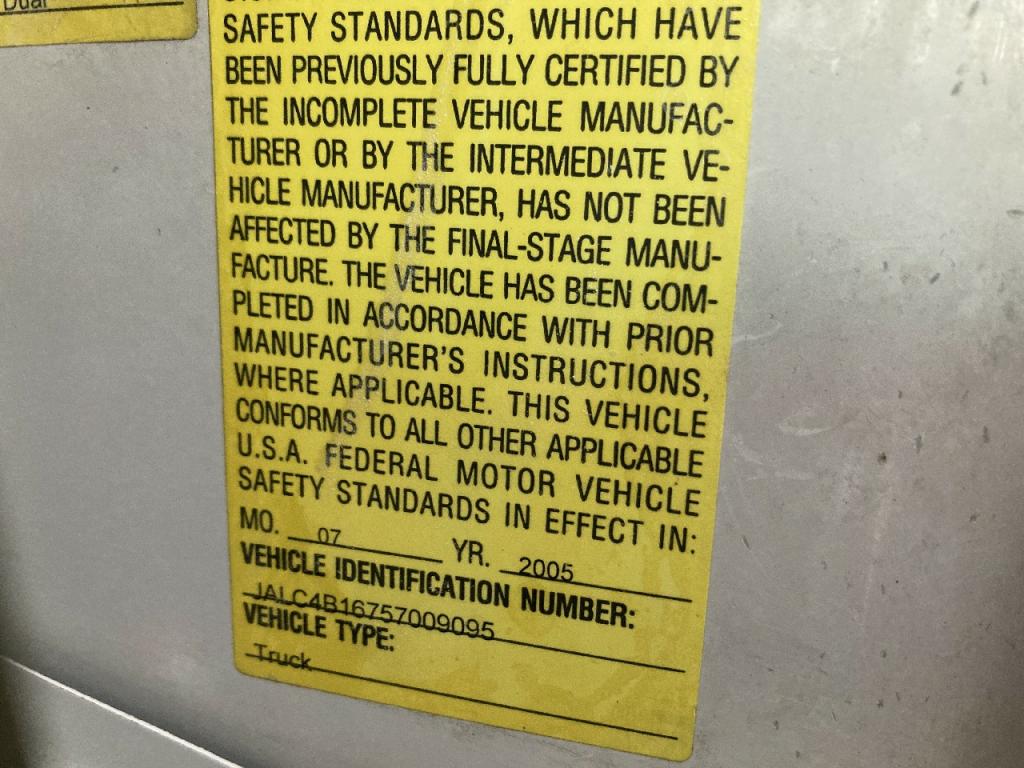 Dual
SAFETY STANDARDS, WHICH HAVE
BEEN PREVIOUSLY FULLY CERTIFIED BY
THE INCOMPLETE VEHICLE MANUFAC-
TURER OR BY THE INTERMEDIATE VE-
HICLE MANUFACTURER, HAS NOT BEEN
AFFECTED BY THE FINAL-STAGE MANU-
FACTURE. THE VEHICLE HAS BEEN COM-
PLETED IN ACCORDANCE WITH PRIOR
MANUFACTURER'S INSTRUCTIONS,
WHERE APPLICABLE. THIS VEHICLE
CONFORMS TO ALL OTHER APPLICABLE
U.S.A. FEDERAL MOTOR VEHICLE
SAFETY STANDARDS IN EFFECT IN:
MO. 07 YR. 2005
VEHICLE IDENTIFICATION NUMBER:
JALC4B16757009095
VEHICLE TYPE:
Truck